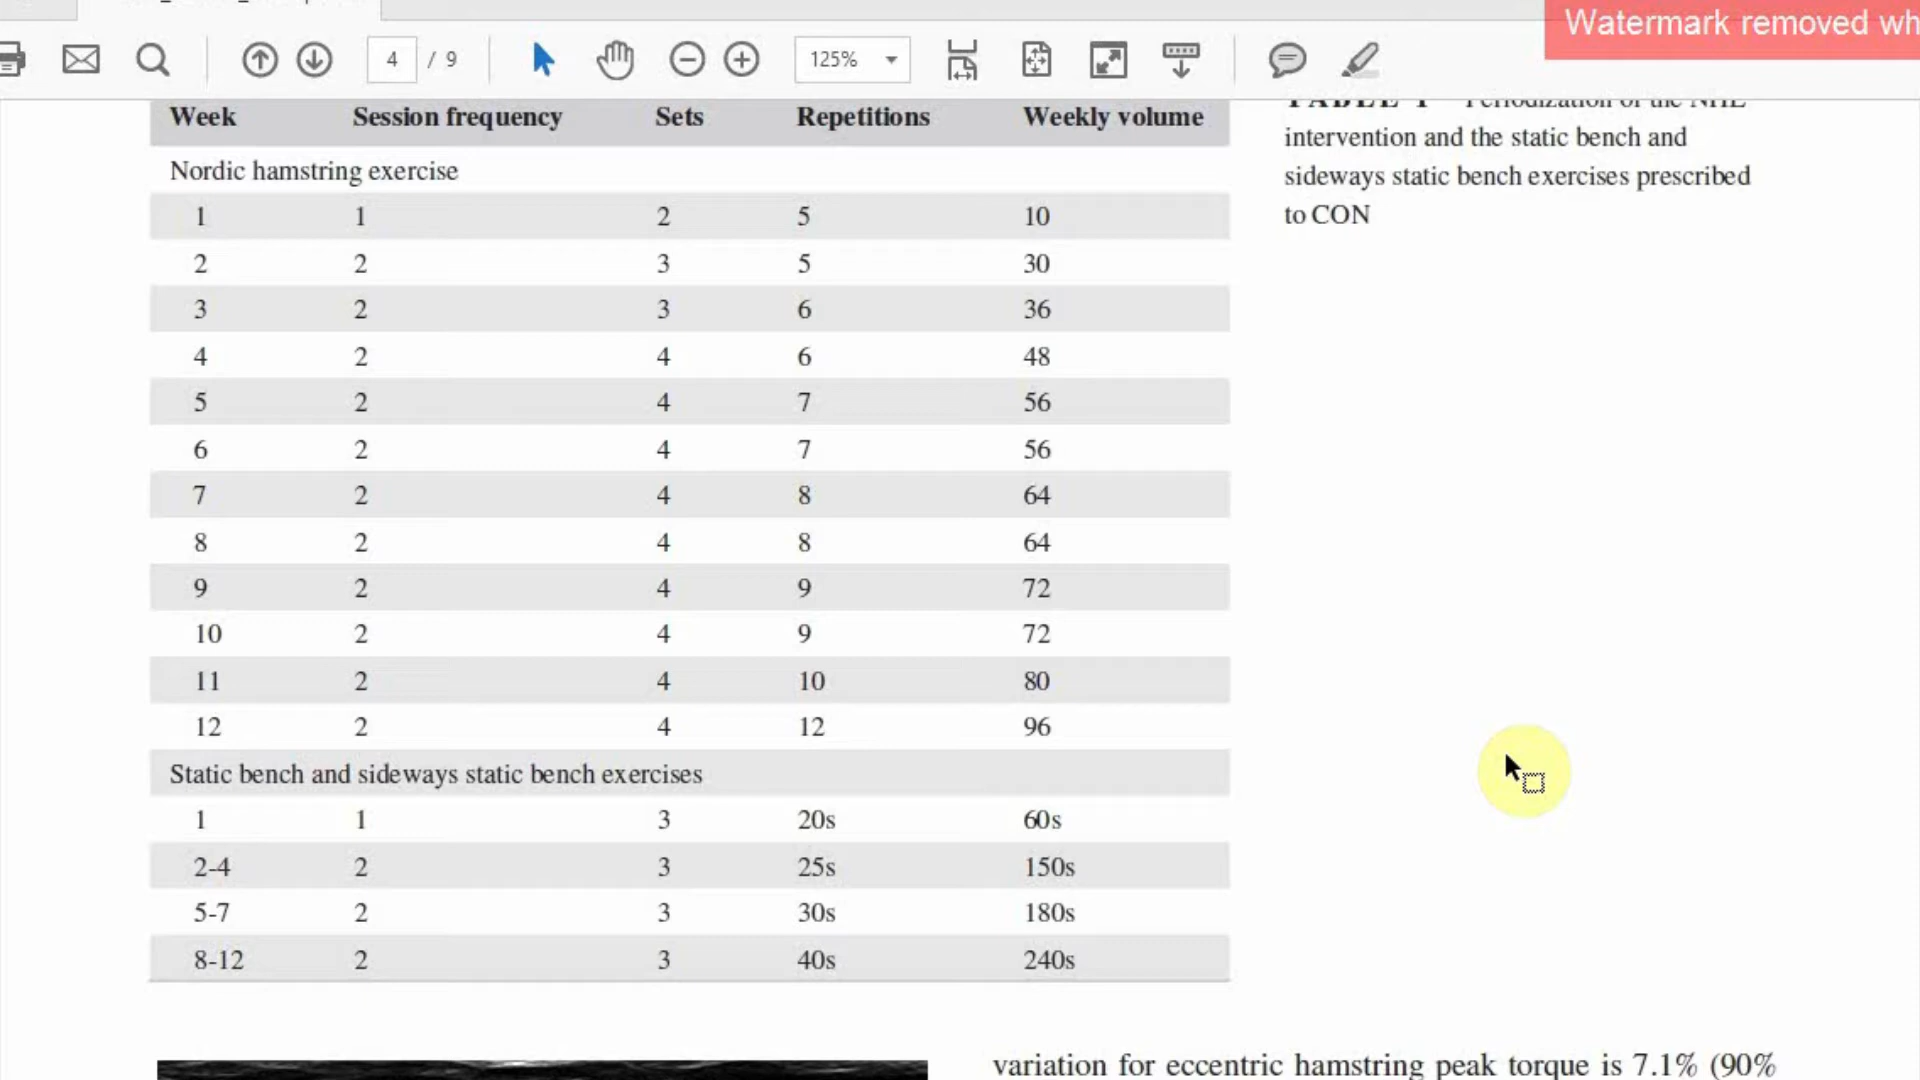 Watermark removed wh
4 / 9
125%
Week Session frequency Sets Repetitions Weekly volume
Nordic hamstring exercise
1 1 2 5 10
2 2 3 5 30
3 2 3 6 36
4 2 4 6 48
5 2 4 7 56
6 2 4 7 56
7 2 4 8 64
8 2 4 8 64
9 2 4 9 72
10 2 4 9 72
11 2 4 10 80
12 2 4 12 96
Static bench and sideways static bench exercises
1 1 3 20s 60s
2-4 2 3 25s 150s
5-7 2 3 30s 180s
8-12 2 3 40s 240s
TABLE 1 Periodization of the NHE
intervention and the static bench and
sideways static bench exercises prescribed
to CON
variation for eccentric hamstring peak torque is 7.1% (90%